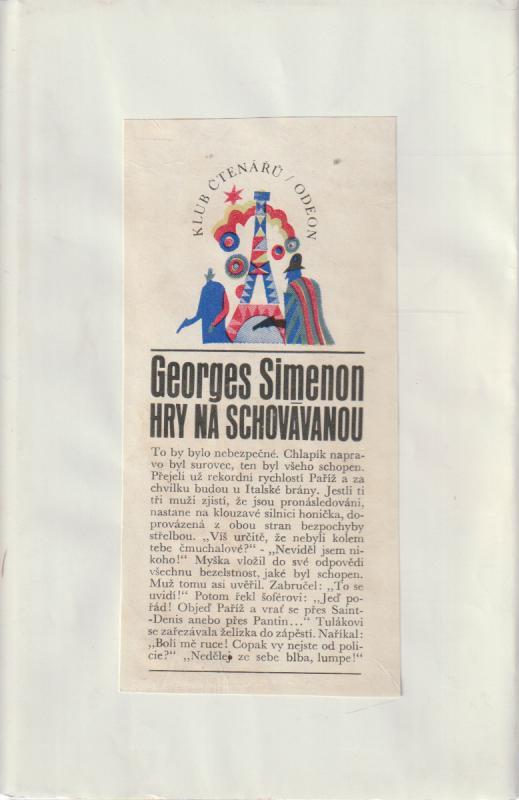 KLUB ČTENÁŘŮ / ODEON
Georges Simenon
HRY NA SCHOVÁVANOU
To by bylo nebezpečné. Chlapík napra-
vo byl surovec, ten byl všeho schopen.
Přejeli už rekordní rychlostí Paříž a za
chvilku budou u Italské brány. Jestli ti
tři muži zjistí, že jsou pronásledováni,
nastane na klouzavé silnici honička, do-
provázená z obou stran bezpochyby
střelbou. „Víš určitě, že nebyli kolem
tebe čmuchalové?“ - „Neviděl jsem ni-
koho!“ Myška vložil do své odpovědi
všechnu bezelstnost, jaké byl schopen.
Muž tomu asi uvěřil. Zabručel: „To se
uvidí!“ Potom řekl šoférovi: „Jeď po-
řád! Objeď Paříž a vrať se přes Saint-
-Denis anebo přes Pantin...“ Tulákovi
se zařezávala želízka do zápěstí. Naříkal:
„Bolí mě ruce! Copak vy nejste od poli-
cie?“ „Nedělej ze sebe blba, lumpe!“